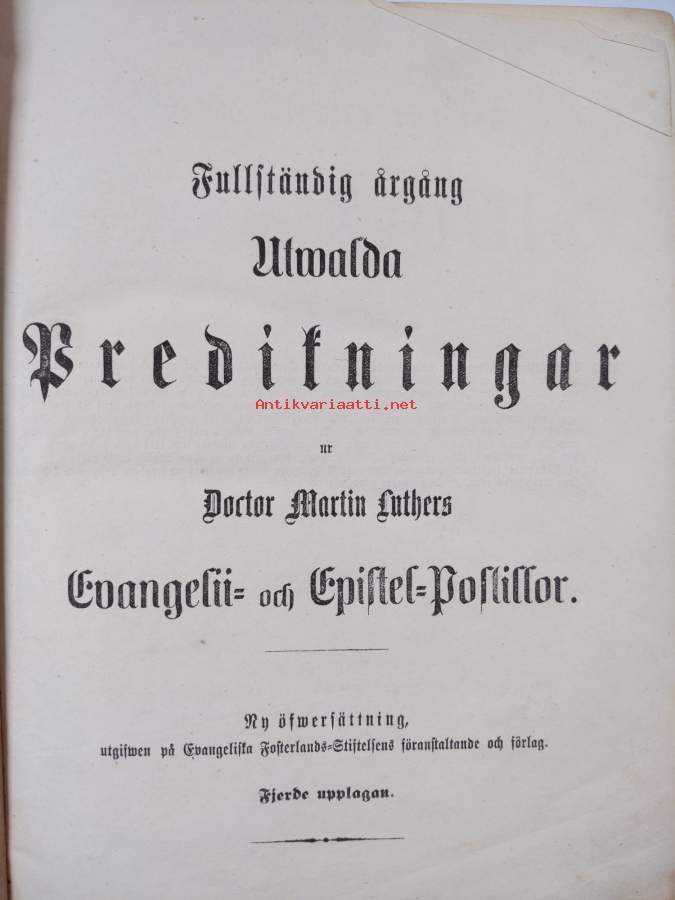 Fullständig årgång
Utwalda
Predikningar
Antikvariaatti.net
ur
Doctor Martin Luthers
Evangelii- och Epistel-Postillor.
Ny öfwersättning,
utgifwen på Evangeliska Fosterlands-Stiftelsens föranstaltande och förlag.
Fjerde upplagan.